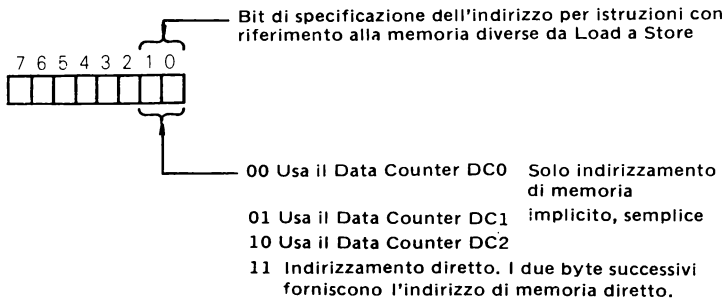 Bit di specificazione dell'indirizzo per istruzioni con
riferimento alla memoria diverse da Load a Store
7 6 5 4 3 2 1 0
00 Usa il Data Counter DC0 Solo indirizzamento
di memoria
01 Usa il Data Counter DC1 implicito, semplice
10 Usa il Data Counter DC2
11 Indirizzamento diretto. I due byte successivi
forniscono l'indirizzo di memoria diretto.